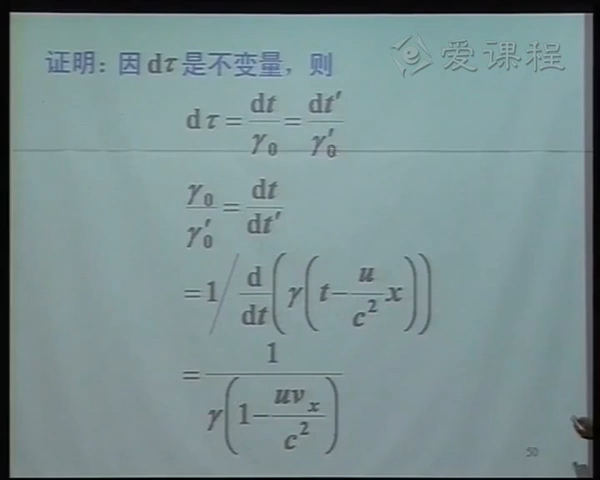 爱课程
证明：因 dτ 是不变量，则
dτ = dt/γ₀ = dt′/γ′₀
γ₀/γ′₀ = dt/dt′
= 1/ d/dt (γ(t − u/c² x))
= 1/(γ(1 − uvₓ/c²))
50